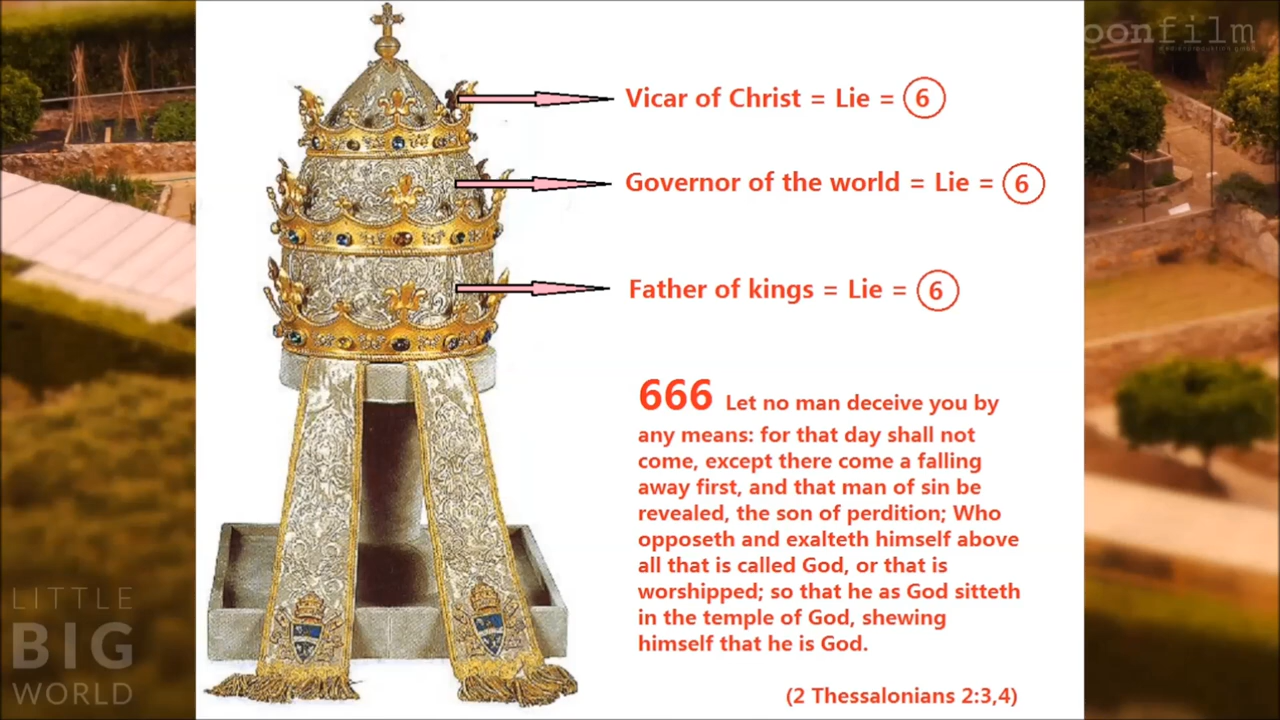 oonfilm
Vicar of Christ = Lie = 6
Governor of the world = Lie = 6
Father of kings = Lie = 6
666 Let no man deceive you by
any means: for that day shall not
come, except there come a falling
away first, and that man of sin be
revealed, the son of perdition; Who
opposeth and exalteth himself above
all that is called God, or that is
worshipped; so that he as God sitteth
in the temple of God, shewing
himself that he is God.
(2 Thessalonians 2:3,4)
LITTLE
BIG
WORLD